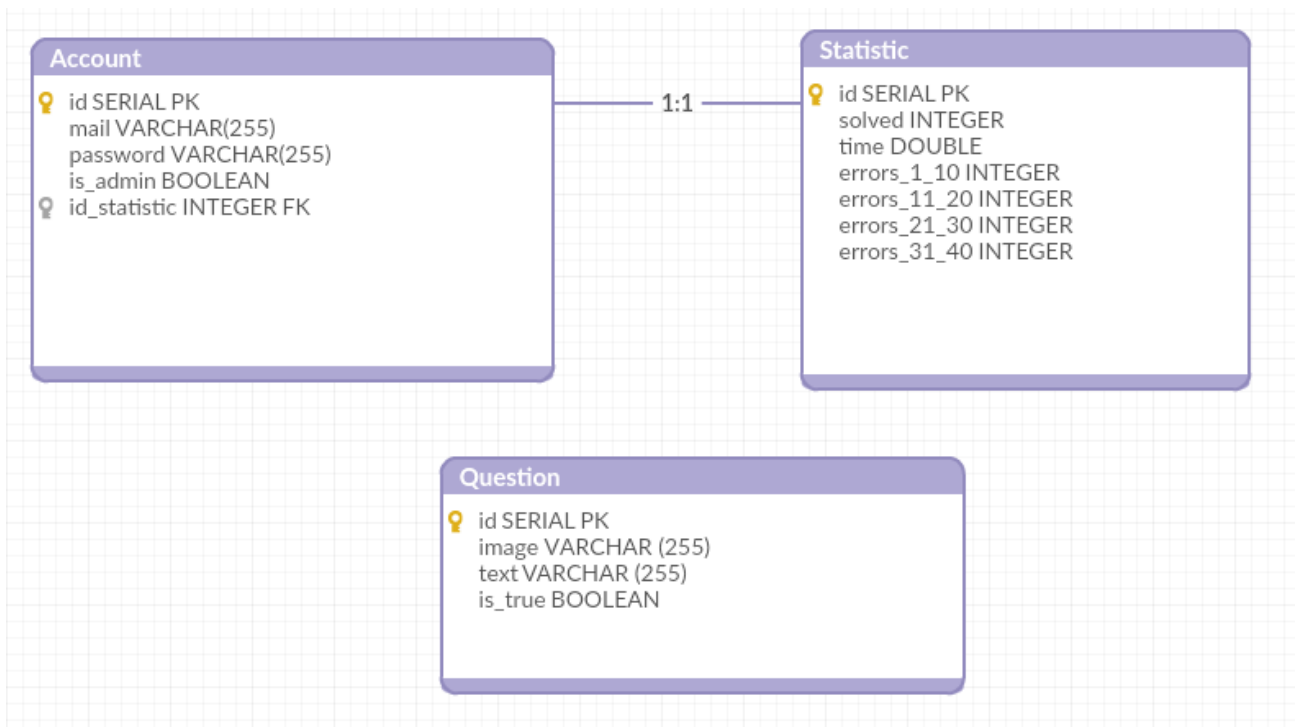 Account
id SERIAL PK
mail VARCHAR(255)
password VARCHAR(255)
is_admin BOOLEAN
id_statistic INTEGER FK
1:1
Statistic
id SERIAL PK
solved INTEGER
time DOUBLE
errors_1_10 INTEGER
errors_11_20 INTEGER
errors_21_30 INTEGER
errors_31_40 INTEGER
Question
id SERIAL PK
image VARCHAR (255)
text VARCHAR (255)
is_true BOOLEAN